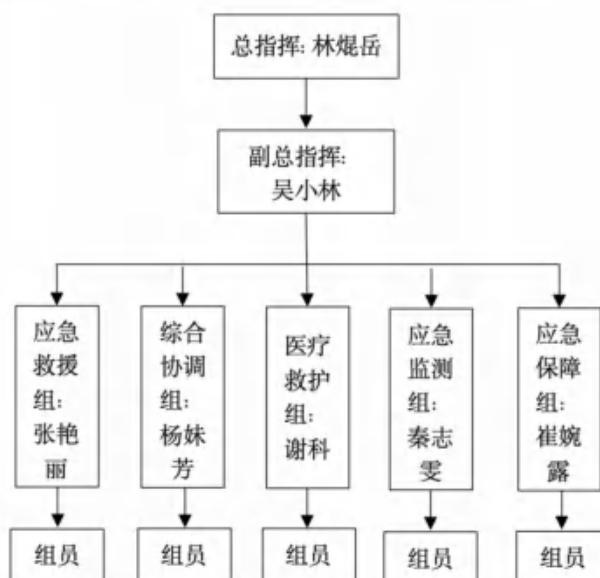 总指挥：林焜岳
副总指挥：
吴小林
应急
救援
组：
张艳
丽
综合
协调
组：
杨妹
芳
医疗
救护
组：
谢科
应急
监测
组：
秦志
雯
应急
保障
组：
崔婉
露
组员
组员
组员
组员
组员